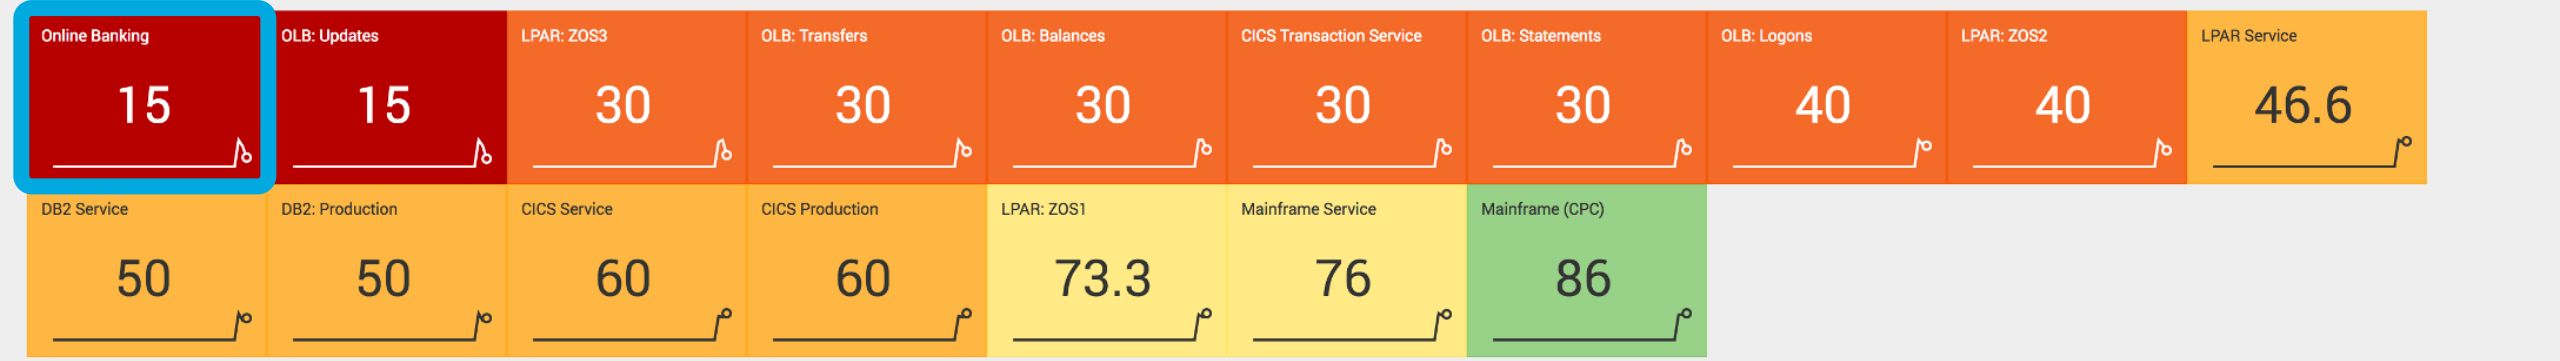 Online Banking
15
OLB: Updates
15
LPAR: ZOS3
30
OLB: Transfers
30
OLB: Balances
30
CICS Transaction Service
30
OLB: Statements
30
OLB: Logons
40
LPAR: ZOS2
40
LPAR Service
46.6
DB2 Service
50
DB2: Production
50
CICS Service
60
CICS Production
60
LPAR: ZOS1
73.3
Mainframe Service
76
Mainframe (CPC)
86